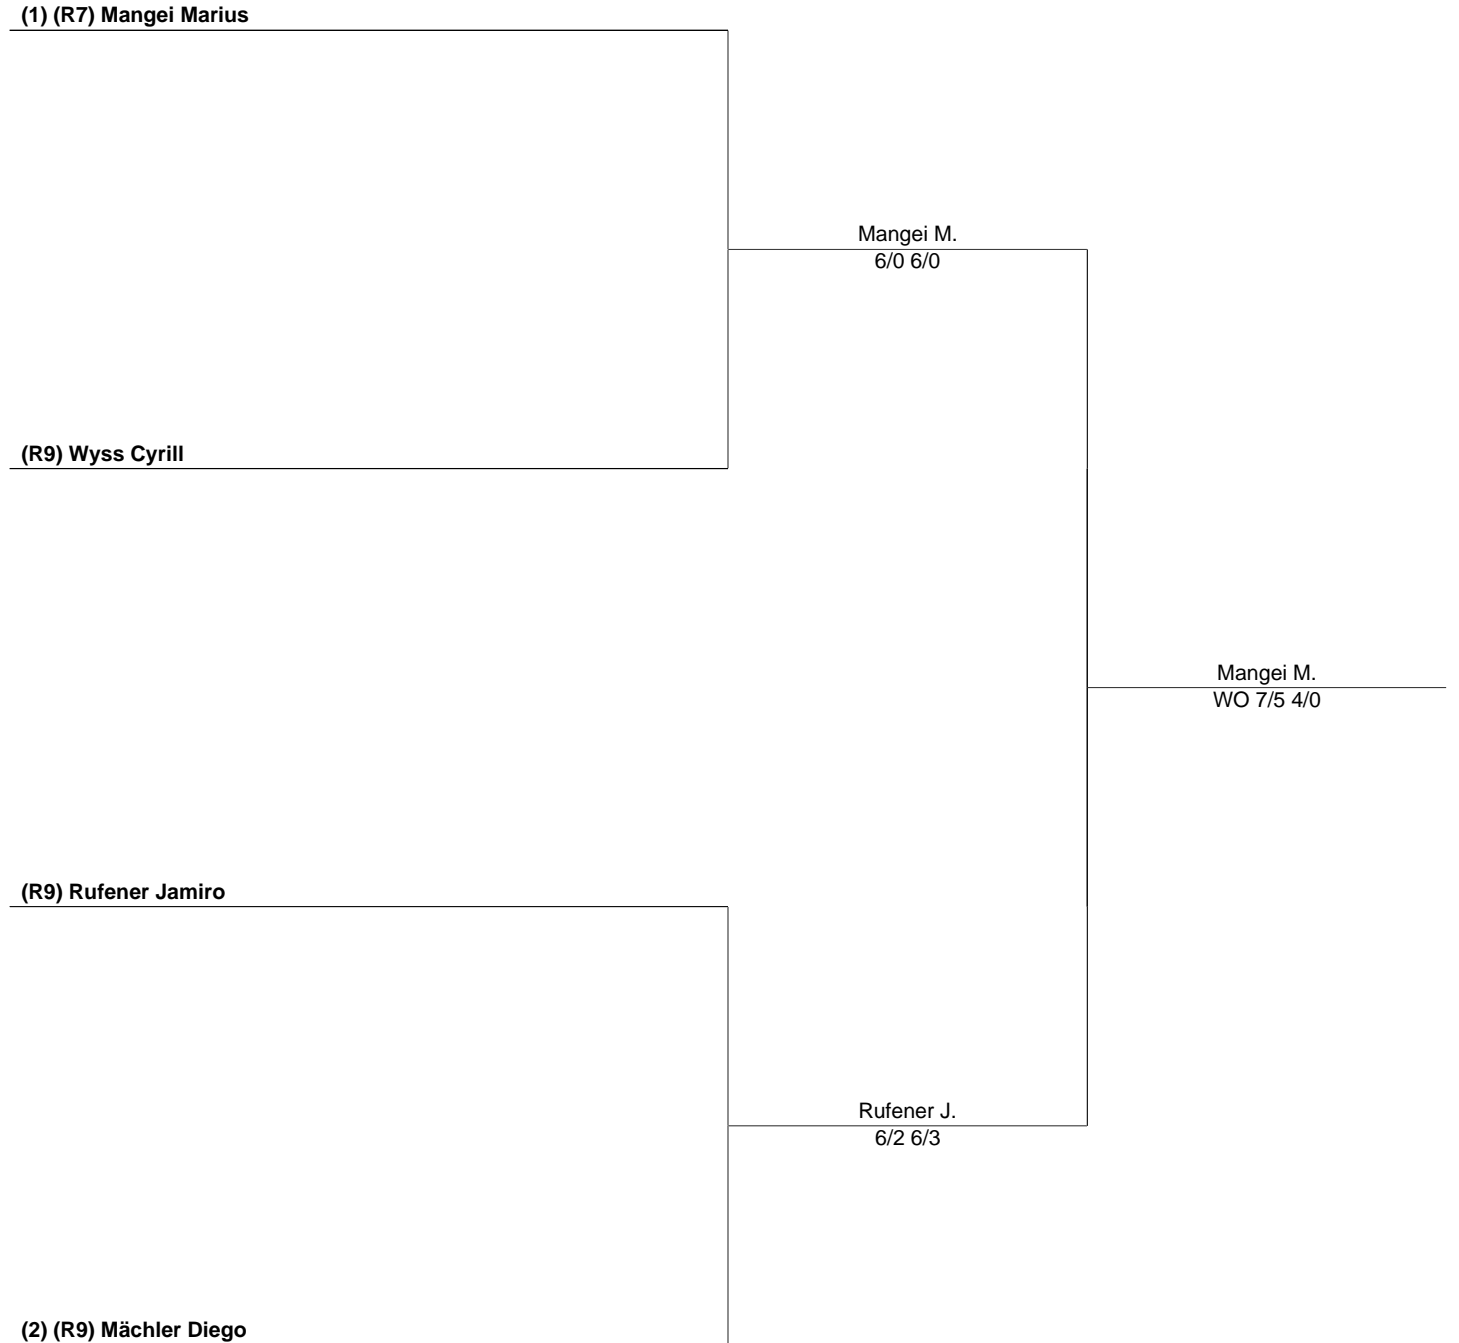 (1) (R7) Mangei Marius
Mangei M.
6/0 6/0
(R9) Wyss Cyrill
Mangei M.
WO 7/5 4/0
(R9) Rufener Jamiro
Rufener J.
6/2 6/3
(2) (R9) Mächler Diego